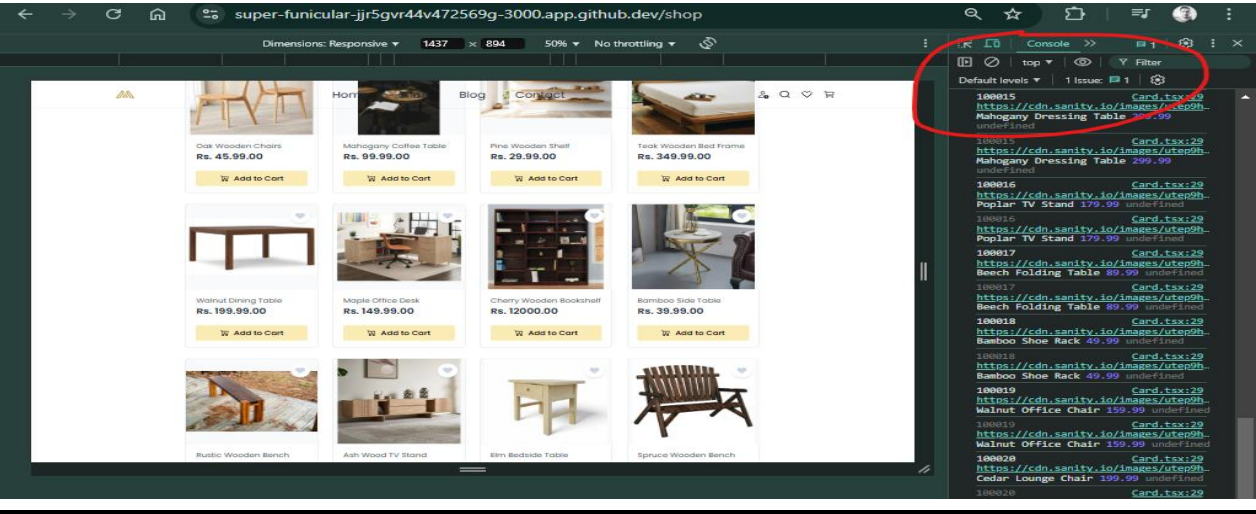 super-funicular-jjr5gvr44v472569g-3000.app.github.dev/shop
Dimensions: Responsive ▾ 1437 × 894 50% ▾ No throttling ▾
Console >> 1
top ▾ Filter
Default levels ▾ 1 Issue: 1
Blog Contact
Oak Wooden Chairs Mahogany Coffee Table Pine Wooden Shelf Teak Wooden Bed Frame
Rs. 45.99.00 Rs. 99.99.00 Rs. 29.99.00 Rs. 349.99.00
Add to Cart Add to Cart Add to Cart Add to Cart
Walnut Dining Table Maple Office Desk Cherry Wooden Bookshelf Bamboo Side Table
Rs. 199.99.00 Rs. 149.99.00 Rs. 12000.00 Rs. 39.99.00
Add to Cart Add to Cart Add to Cart Add to Cart
Rustic Wooden Bench Ash Wood TV Stand Elm Bedside Table Spruce Wooden Bench
100015 Card.tsx:29
https://cdn.sanity.io/images/utep9h…
Mahogany Dressing Table 299.99
undefined
100015 Card.tsx:29
https://cdn.sanity.io/images/utep9h…
Mahogany Dressing Table 299.99
undefined
100016 Card.tsx:29
https://cdn.sanity.io/images/utep9h…
Poplar TV Stand 179.99 undefined
100016 Card.tsx:29
https://cdn.sanity.io/images/utep9h…
Poplar TV Stand 179.99 undefined
100017 Card.tsx:29
https://cdn.sanity.io/images/utep9h…
Beech Folding Table 89.99 undefined
100017 Card.tsx:29
https://cdn.sanity.io/images/utep9h…
Beech Folding Table 89.99 undefined
100018 Card.tsx:29
https://cdn.sanity.io/images/utep9h…
Bamboo Shoe Rack 49.99 undefined
100018 Card.tsx:29
https://cdn.sanity.io/images/utep9h…
Bamboo Shoe Rack 49.99 undefined
100019 Card.tsx:29
https://cdn.sanity.io/images/utep9h…
Walnut Office Chair 159.99 undefined
100019 Card.tsx:29
https://cdn.sanity.io/images/utep9h…
Walnut Office Chair 159.99 undefined
100020 Card.tsx:29
https://cdn.sanity.io/images/utep9h…
Cedar Lounge Chair 199.99 undefined
100020 Card.tsx:29